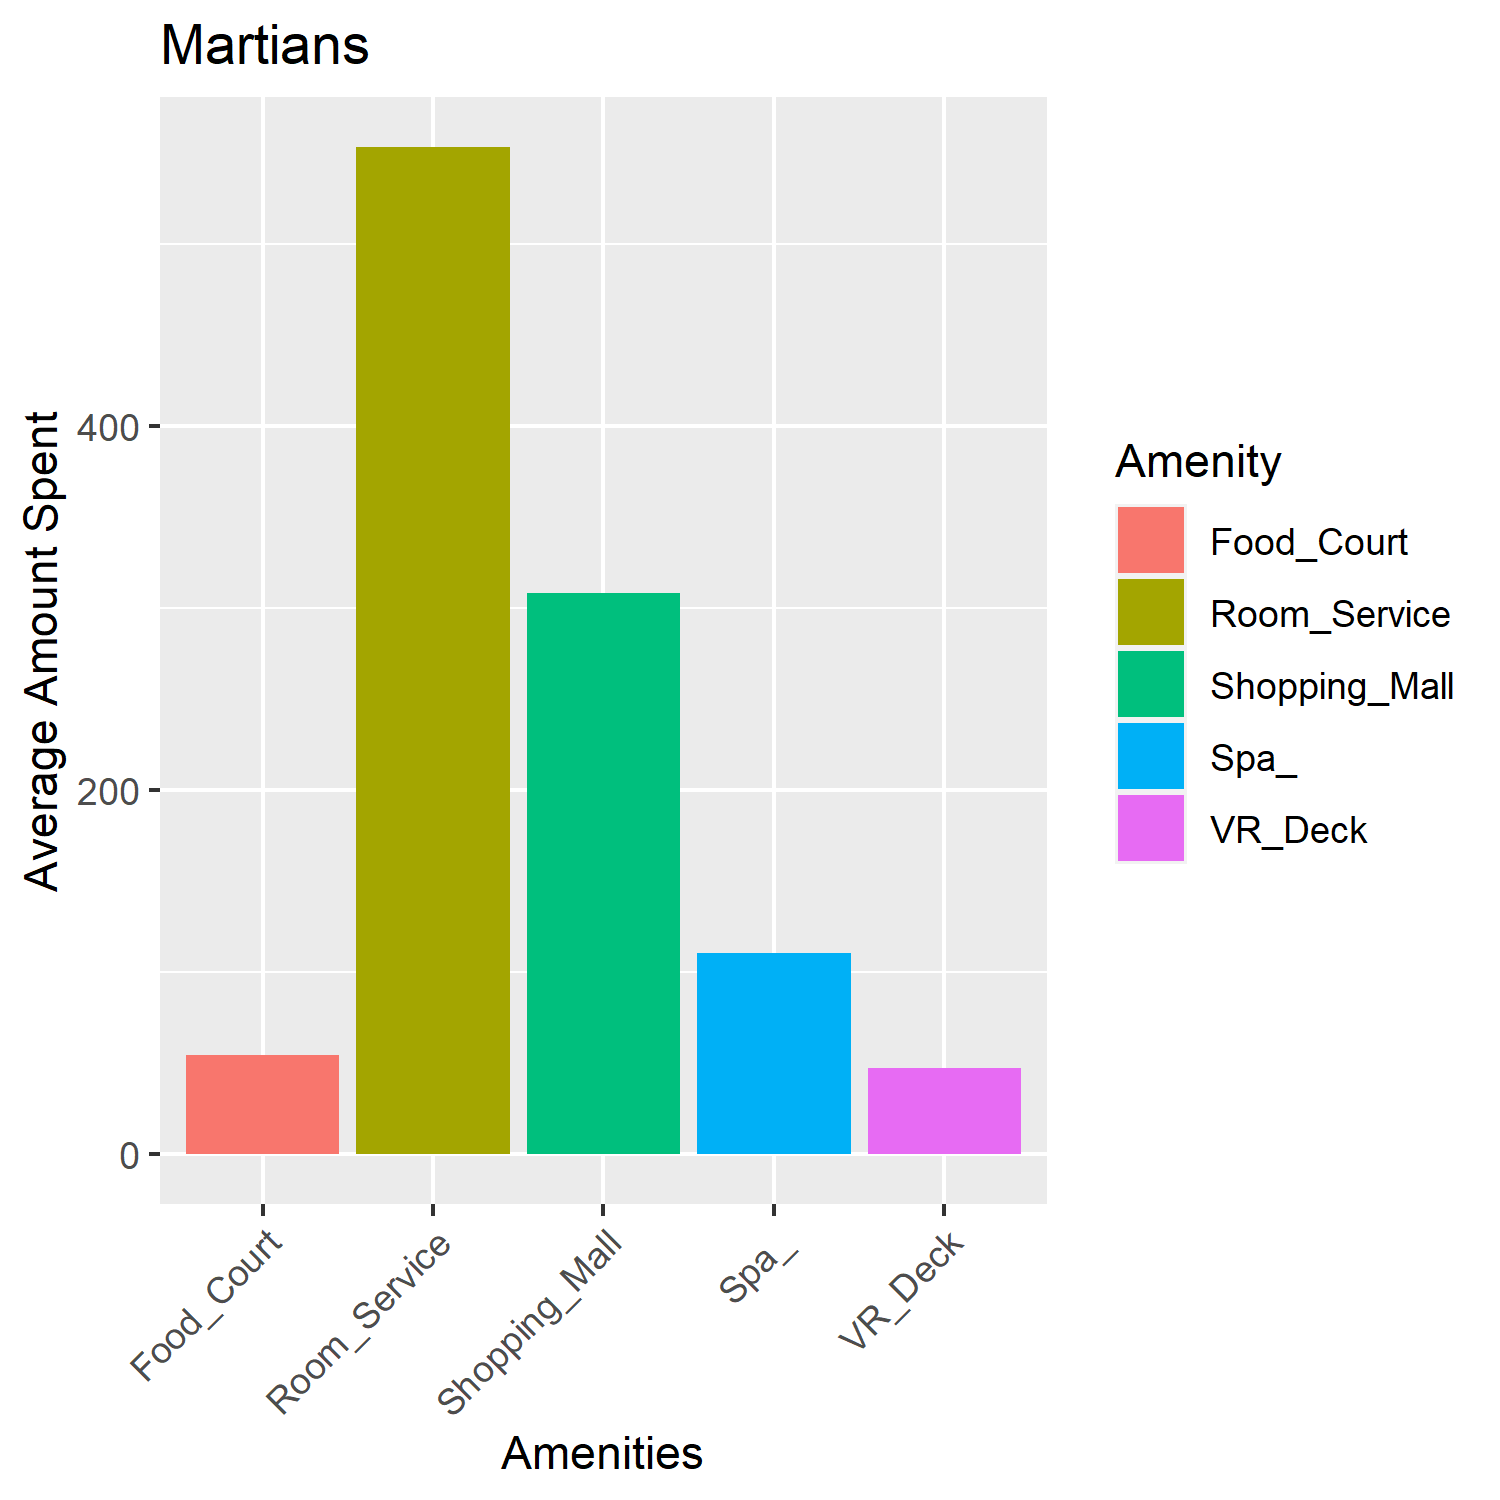 Martians
Average Amount Spent
400
200
0
Food_Court
Room_Service
Shopping_Mall
Spa_
VR_Deck
Amenities
Amenity
Food_Court
Room_Service
Shopping_Mall
Spa_
VR_Deck